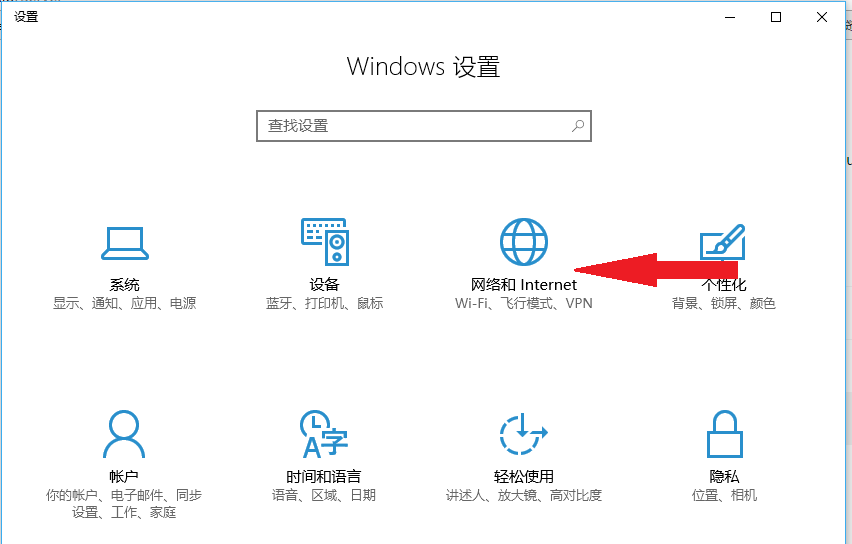 设置
Windows 设置
查找设置
系统
显示、通知、应用、电源
设备
蓝牙、打印机、鼠标
网络和 Internet
Wi-Fi、飞行模式、VPN
个性化
背景、锁屏、颜色
帐户
你的帐户、电子邮件、同步
设置、工作、家庭
时间和语言
语音、区域、日期
轻松使用
讲述人、放大镜、高对比度
隐私
位置、相机